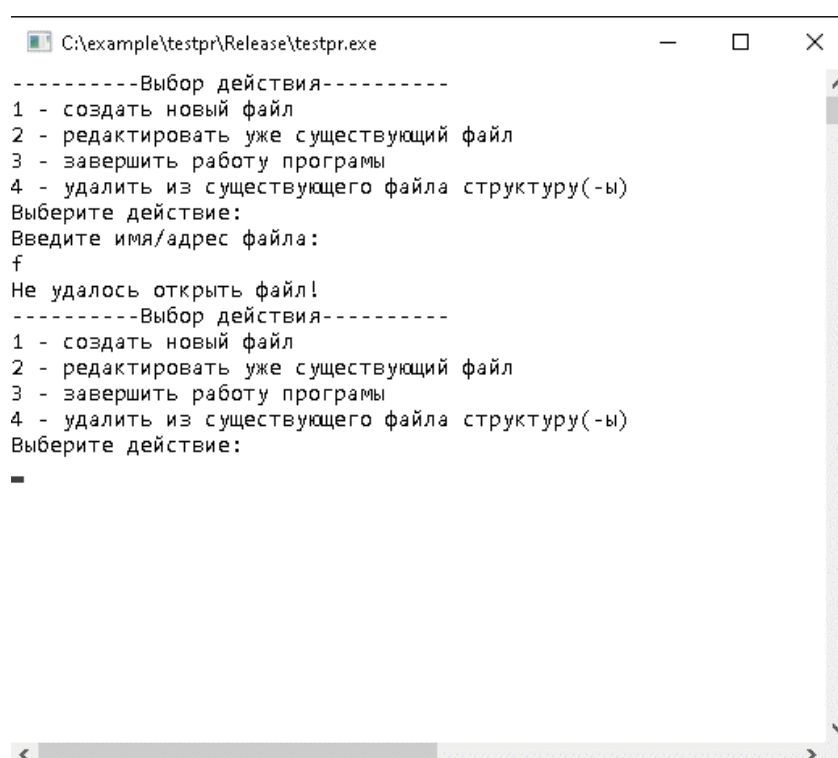 C:\example\testpr\Release\testpr.exe
----------Выбор действия----------
1 - создать новый файл
2 - редактировать уже существующий файл
3 - завершить работу програмы
4 - удалить из существующего файла структуру(-ы)
Выберите действие:
Введите имя/адрес файла:
f
Не удалось открыть файл!
----------Выбор действия----------
1 - создать новый файл
2 - редактировать уже существующий файл
3 - завершить работу програмы
4 - удалить из существующего файла структуру(-ы)
Выберите действие: